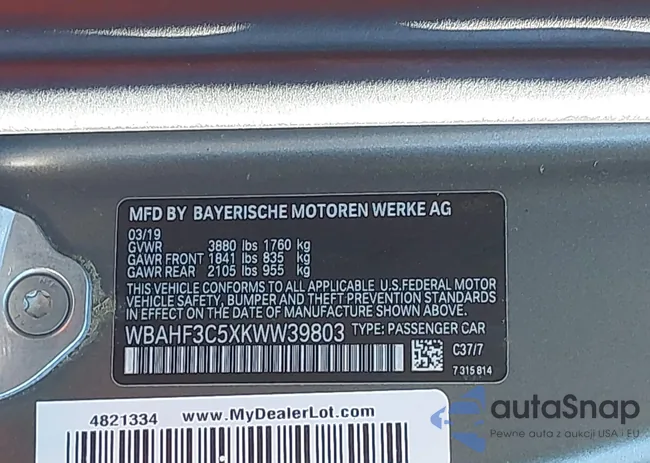 MFD BY BAYERISCHE MOTOREN WERKE AG
03/19
GVWR 3880 lbs 1760 kg
GAWR FRONT 1841 lbs 835 kg
GAWR REAR 2105 lbs 955 kg
THIS VEHICLE CONFORMS TO ALL APPLICABLE U.S.FEDERAL MOTOR
VEHICLE SAFETY, BUMPER AND THEFT PREVENTION STANDARDS
IN EFFECT ON THE DATE OF MANUFACTURE SHOWN ABOVE.
WBAHF3C5XKWW39803 TYPE: PASSENGER CAR
C37/7
7 315 814
4821334 www.MyDealerLot.com
autaSnap
Pewne auta z aukcji USA i EU